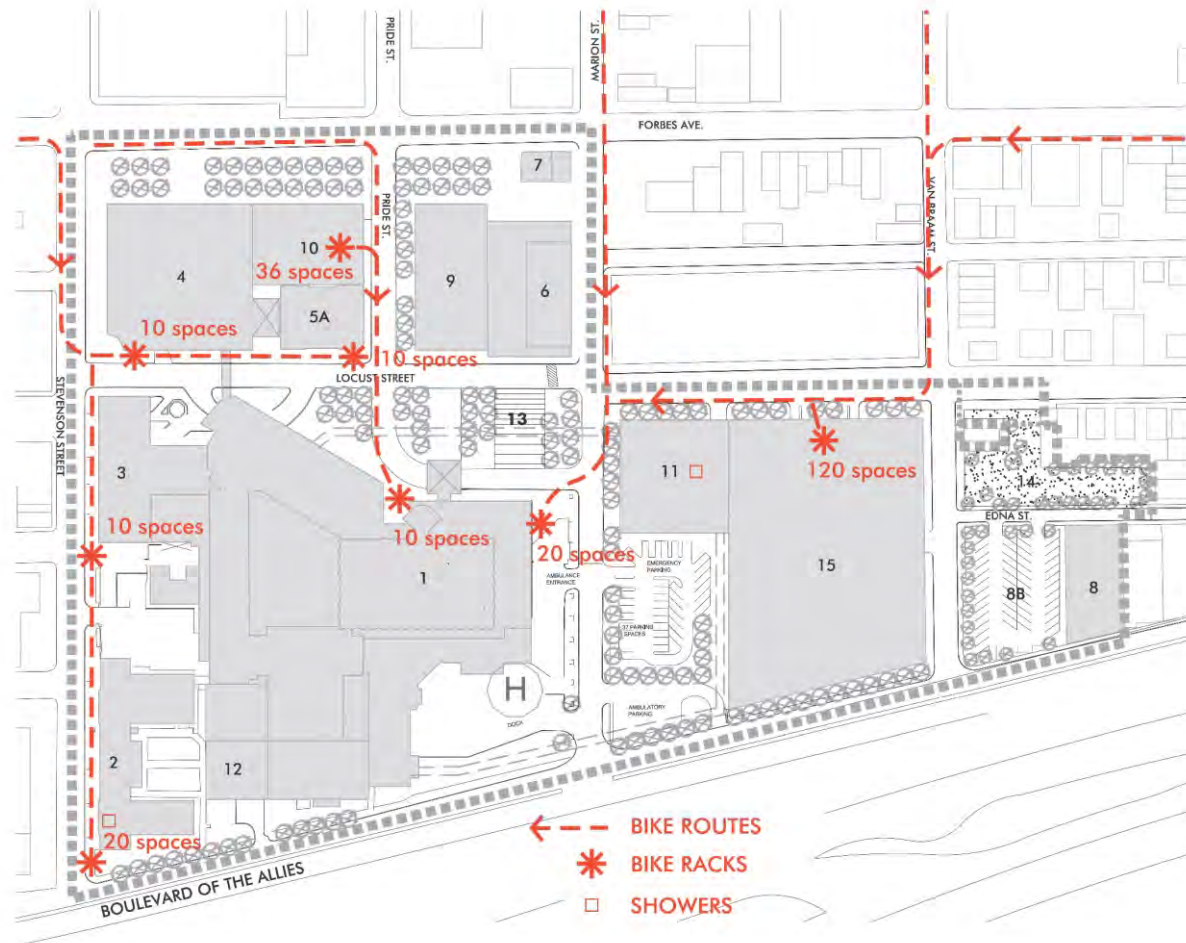 PRIDE ST.
MARION ST.
FORBES AVE.
7
PRIDE ST.
VAN BRAAM ST.
10
36 spaces
4
9
6
5A
10 spaces
10 spaces
LOCUST STREET
STEVENSON STREET
13
3
11
120 spaces
14
EDNA ST.
10 spaces
10 spaces
20 spaces
1
AMBULANCE
ENTRANCE
EMERGENCY
PARKING
15
8B
8
37 PARKING
SPACES
H
DOCK
AMBULATORY
PARKING
2
12
20 spaces
BOULEVARD OF THE ALLIES
BIKE ROUTES
BIKE RACKS
SHOWERS